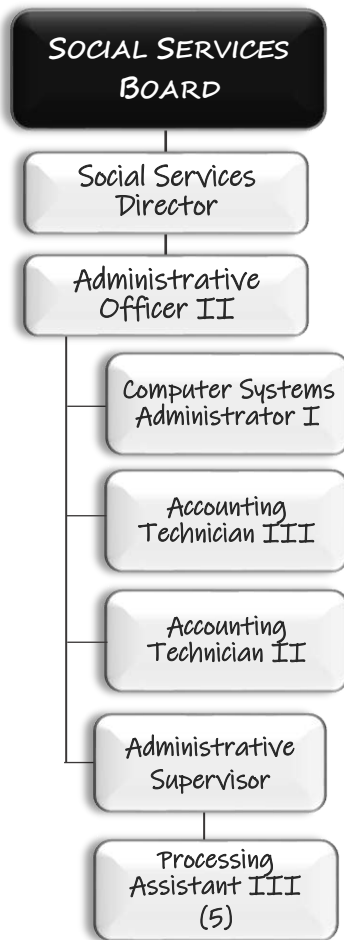 SOCIAL SERVICES
BOARD
Social Services
Director
Administrative
Officer II
Computer Systems
Administrator I
Accounting
Technician III
Accounting
Technician II
Administrative
Supervisor
Processing
Assistant III
(5)